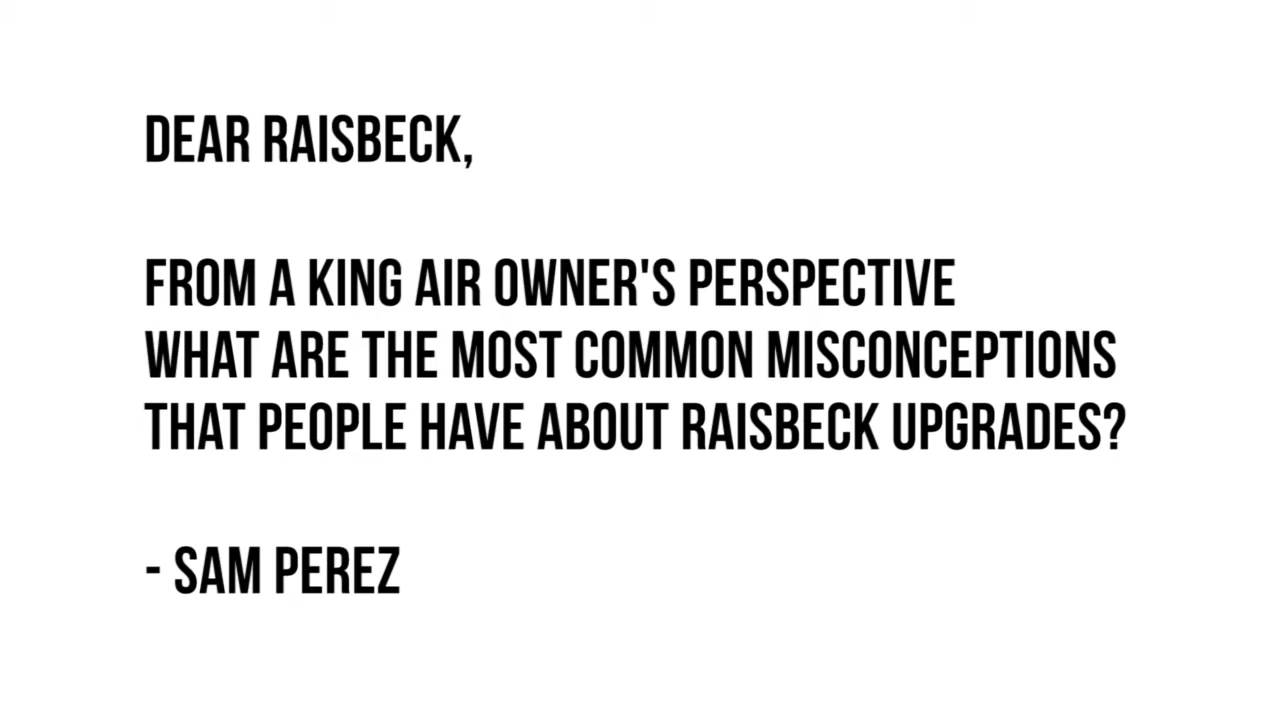 DEAR RAISBECK,
FROM A KING AIR OWNER'S PERSPECTIVE
WHAT ARE THE MOST COMMON MISCONCEPTIONS
THAT PEOPLE HAVE ABOUT RAISBECK UPGRADES?
- SAM PEREZ